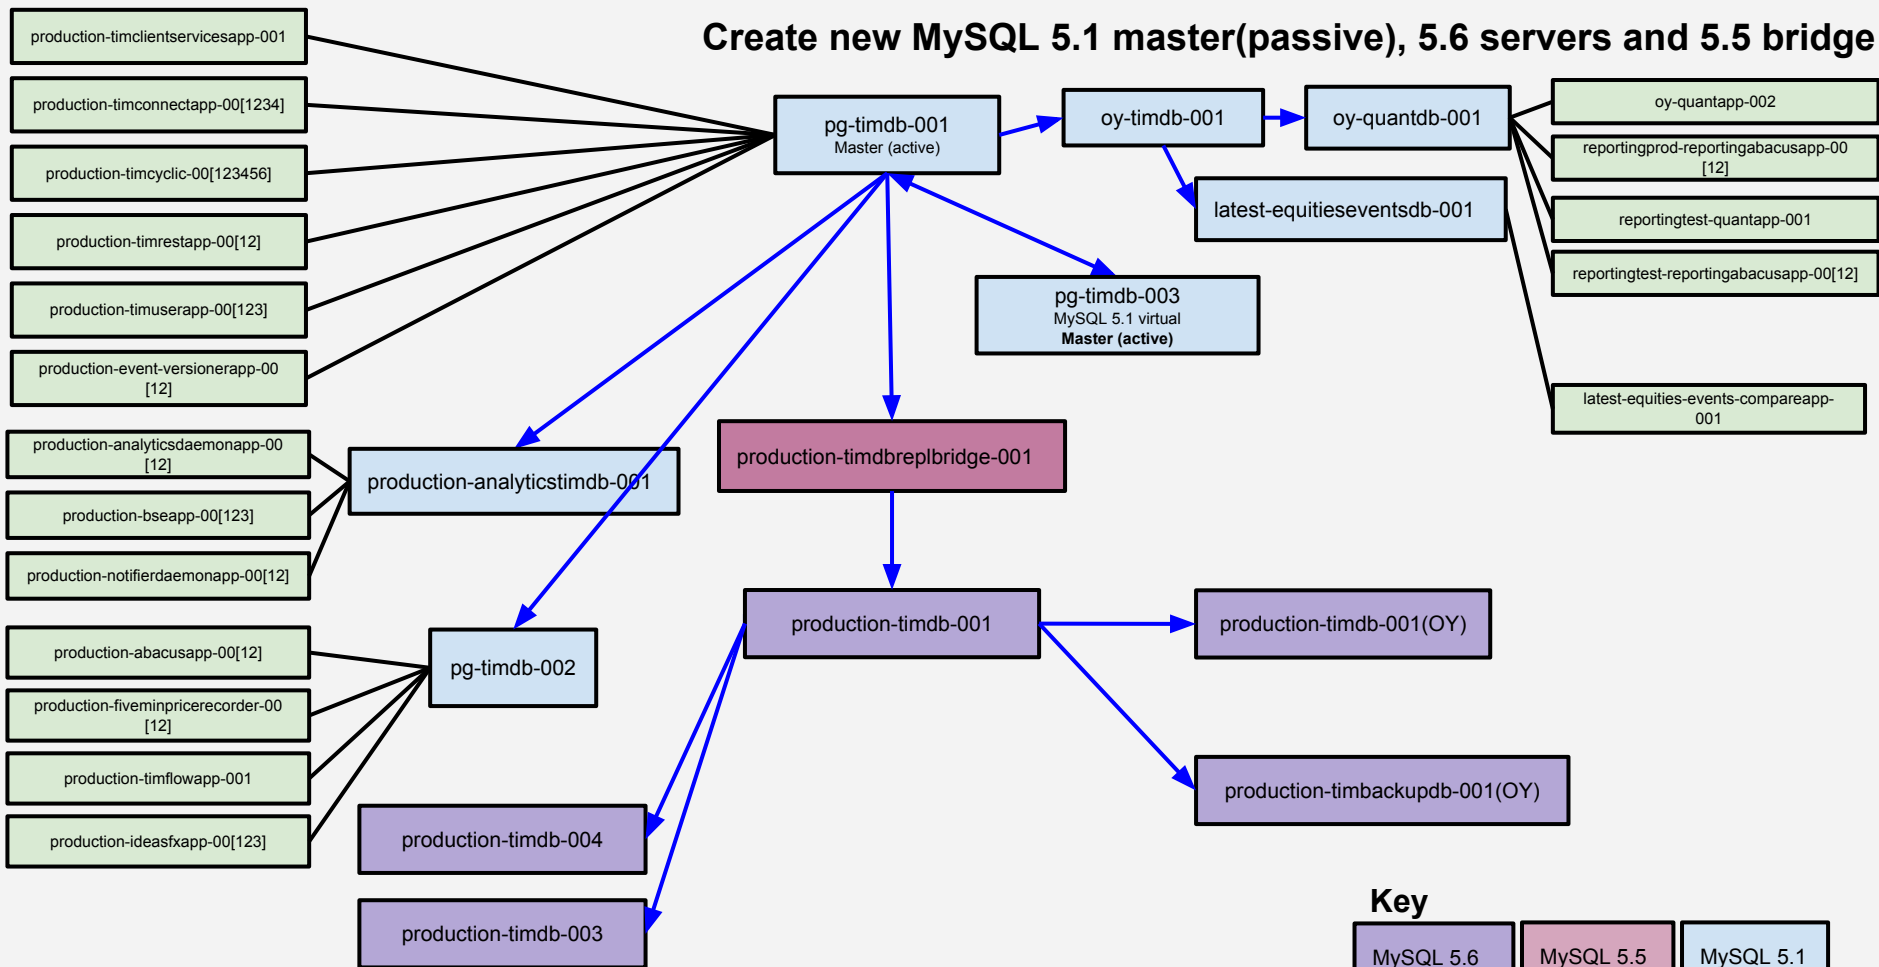 Create new MySQL 5.1 master(passive), 5.6 servers and 5.5 bridge
production-timclientservicesapp-001
production-timconnectapp-00[1234]
production-timcyclic-00[123456]
production-timrestapp-00[12]
production-timuserapp-00[123]
production-event-versionerapp-00
[12]
production-analyticsdaemonapp-00
[12]
production-bseapp-00[123]
production-notifierdaemonapp-00[12]
production-abacusapp-00[12]
production-fiveminpricerecorder-00
[12]
production-timflowapp-001
production-ideasfxapp-00[123]
pg-timdb-001
Master (active)
oy-timdb-001
oy-quantdb-001
latest-equitieseventsdb-001
pg-timdb-003
MySQL 5.1 virtual
Master (active)
oy-quantapp-002
reportingprod-reportingabacusapp-00
[12]
reportingtest-quantapp-001
reportingtest-reportingabacusapp-00[12]
latest-equities-events-compareapp-
001
production-analyticstimdb-001
production-timdbreplbridge-001
pg-timdb-002
production-timdb-001
production-timdb-001(OY)
production-timbackupdb-001(OY)
production-timdb-004
production-timdb-003
Key
MySQL 5.6
MySQL 5.5
MySQL 5.1